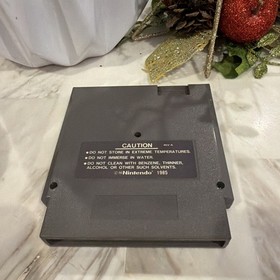 CAUTION
●DO NOT STORE IN EXTREME TEMPERATURES.
●DO NOT IMMERSE IN WATER.
●DO NOT CLEAN WITH BENZENE, THINNER,
ALCOHOL OR OTHER SUCH SOLVENTS.
Nintendo 1985